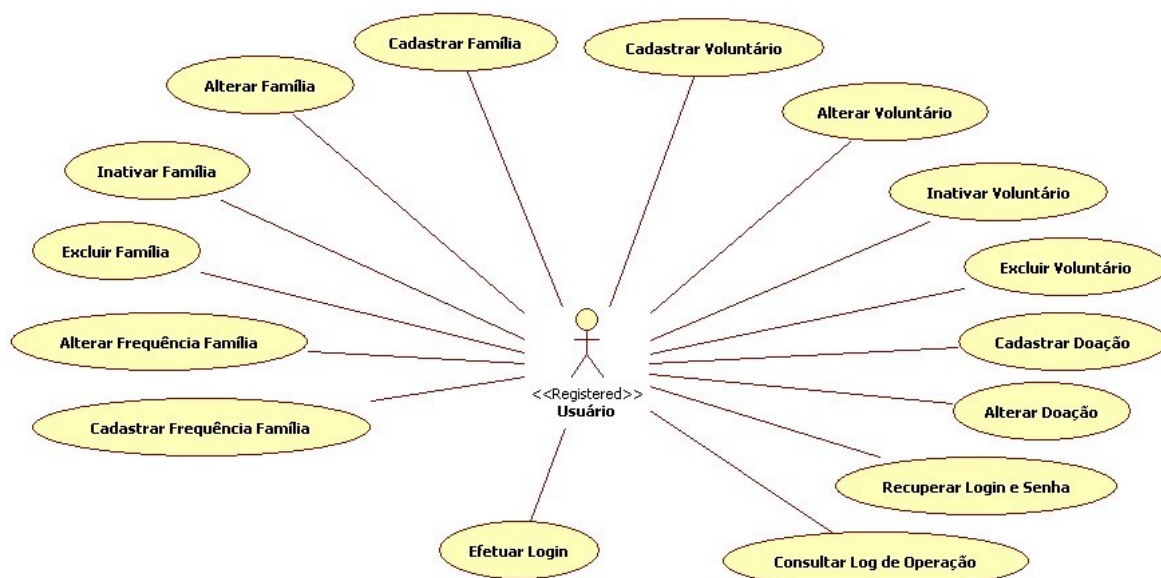 Cadastrar Família
Cadastrar Voluntário
Alterar Família
Alterar Voluntário
Inativar Família
Inativar Voluntário
Excluir Família
Excluir Voluntário
Alterar Frequência Família
Cadastrar Doação
<<Registered>>
Usuário
Alterar Doação
Cadastrar Frequência Família
Recuperar Login e Senha
Efetuar Login
Consultar Log de Operação